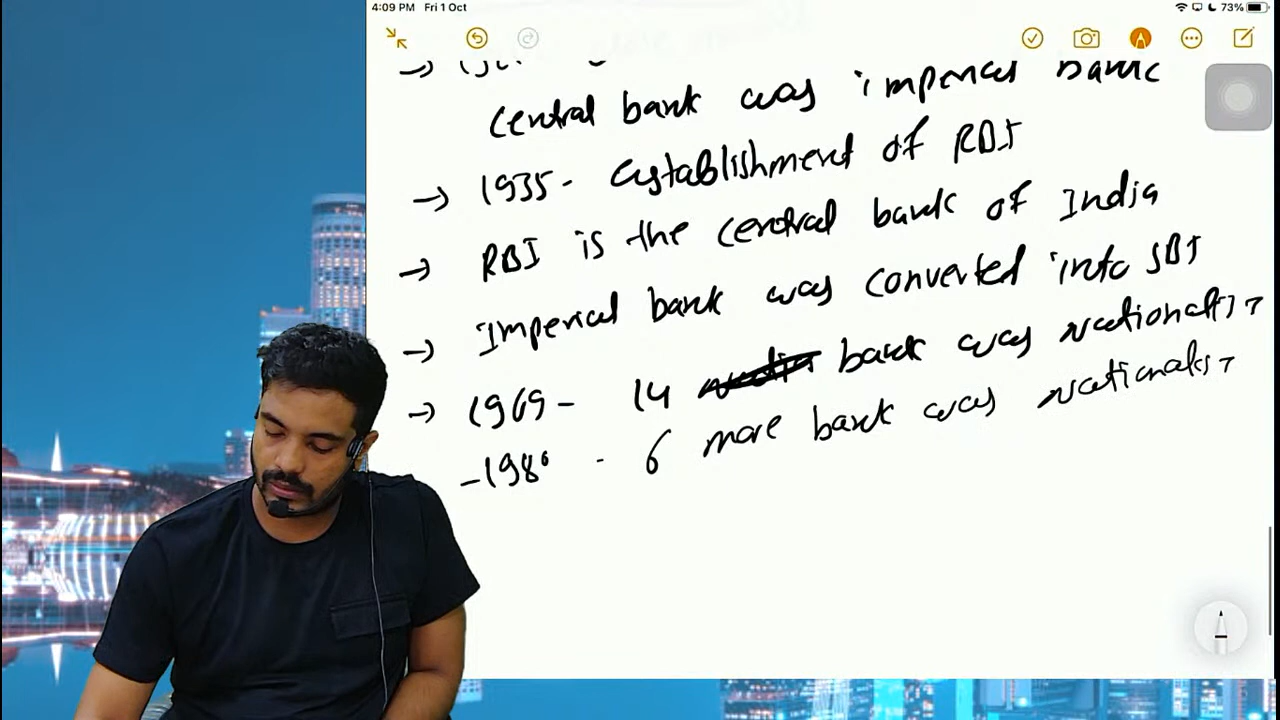 4:09 PM Fri 1 Oct 73%
central bank was imperial bank
→ 1935 - establishment of RBI
→ RBI is the central bank of India
→ Imperial bank was converted into SBI
→ 1969 - 14 bank was
- 1980 - 6 more bank was